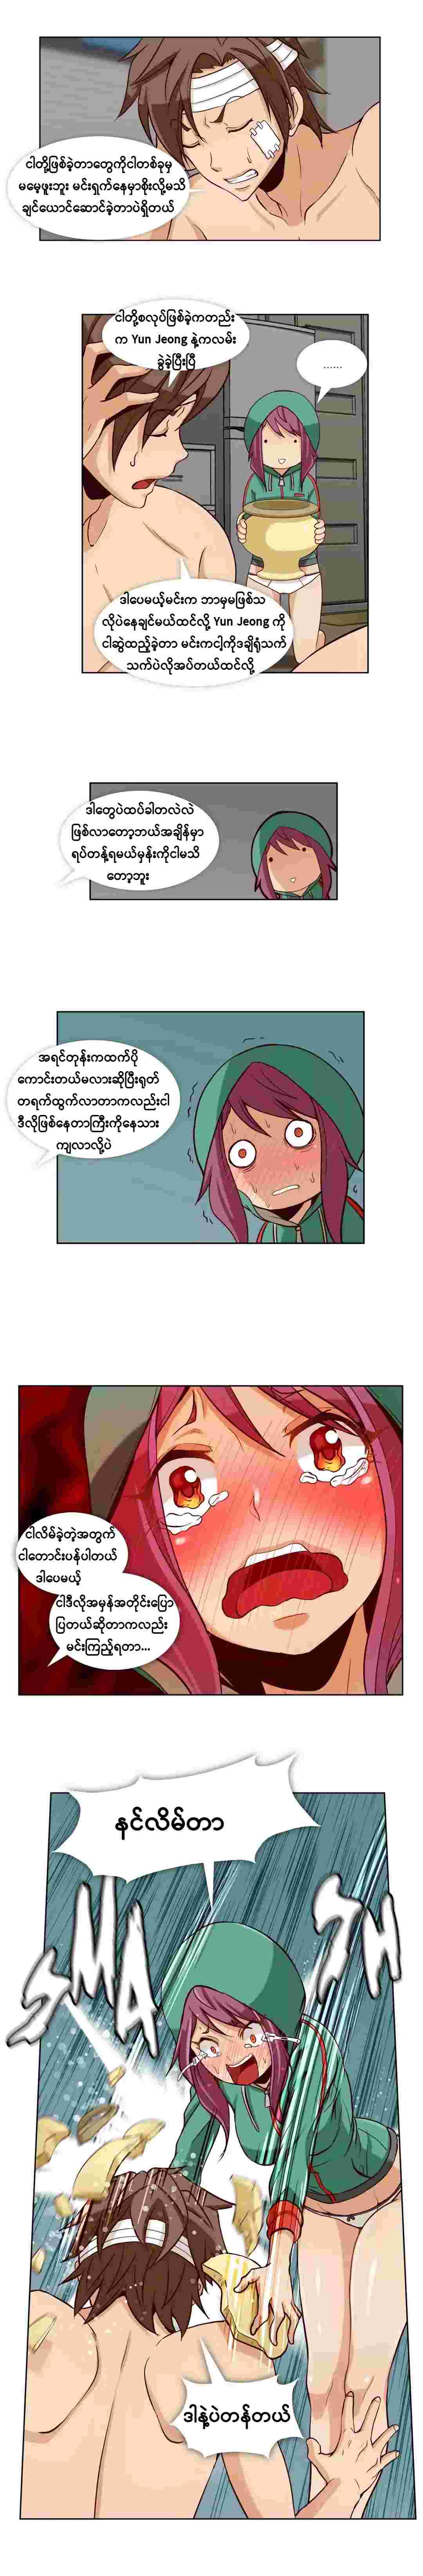 ငါတို့ဖြစ်ခဲ့တာတွေကိုငါတစ်ခုမှ
မမေ့ဖူးဘူး မင်းရှက်နေမှာစိုးလို့မသိ
ချင်ယောင်ဆောင်ခဲ့တာပဲရှိတယ်
ငါတို့စလုပ်ဖြစ်ခဲ့ကတည်း
က Yun Jeong နဲ့ကလမ်း
ခွဲခဲ့ပြီးပြီ
......
ဒါပေမယ့်မင်းက ဘာမှမဖြစ်သ
လိုပဲနေချင်မယ်ထင်လို့ Yun Jeong ကို
ငါဆွဲထည့်ခဲ့တာ မင်းကငါ့ကိုဒချိရုံသက်
သက်ပဲလိုအပ်တယ်ထင်လို့
ဒါတွေပဲထပ်ခါတလဲလဲ
ဖြစ်လာတော့ဘယ်အချိန်မှာ
ရပ်တန့်ရမယ်မှန်းကိုငါမသိ
တော့ဘူး
အရင်တုန်းကထက်ပို
ကောင်းတယ်မလားဆိုပြီးရုတ်
တရက်ထွက်လာတာကလည်းငါ
ဒီလိုဖြစ်နေတာကြီးကိုနေသား
ကျလာလို့ပဲ
ငါလိမ်ခဲ့တဲ့အတွက်
ငါတောင်းပန်ပါတယ်
ဒါပေမယ့်
ငါဒီလိုအမှန်အတိုင်းပြော
ပြတယ်ဆိုတာကလည်း
မင်းကြည့်ရတာ...
နင်လိမ်တာ
SMA TH
ဒါနဲ့ပဲတန်တယ်